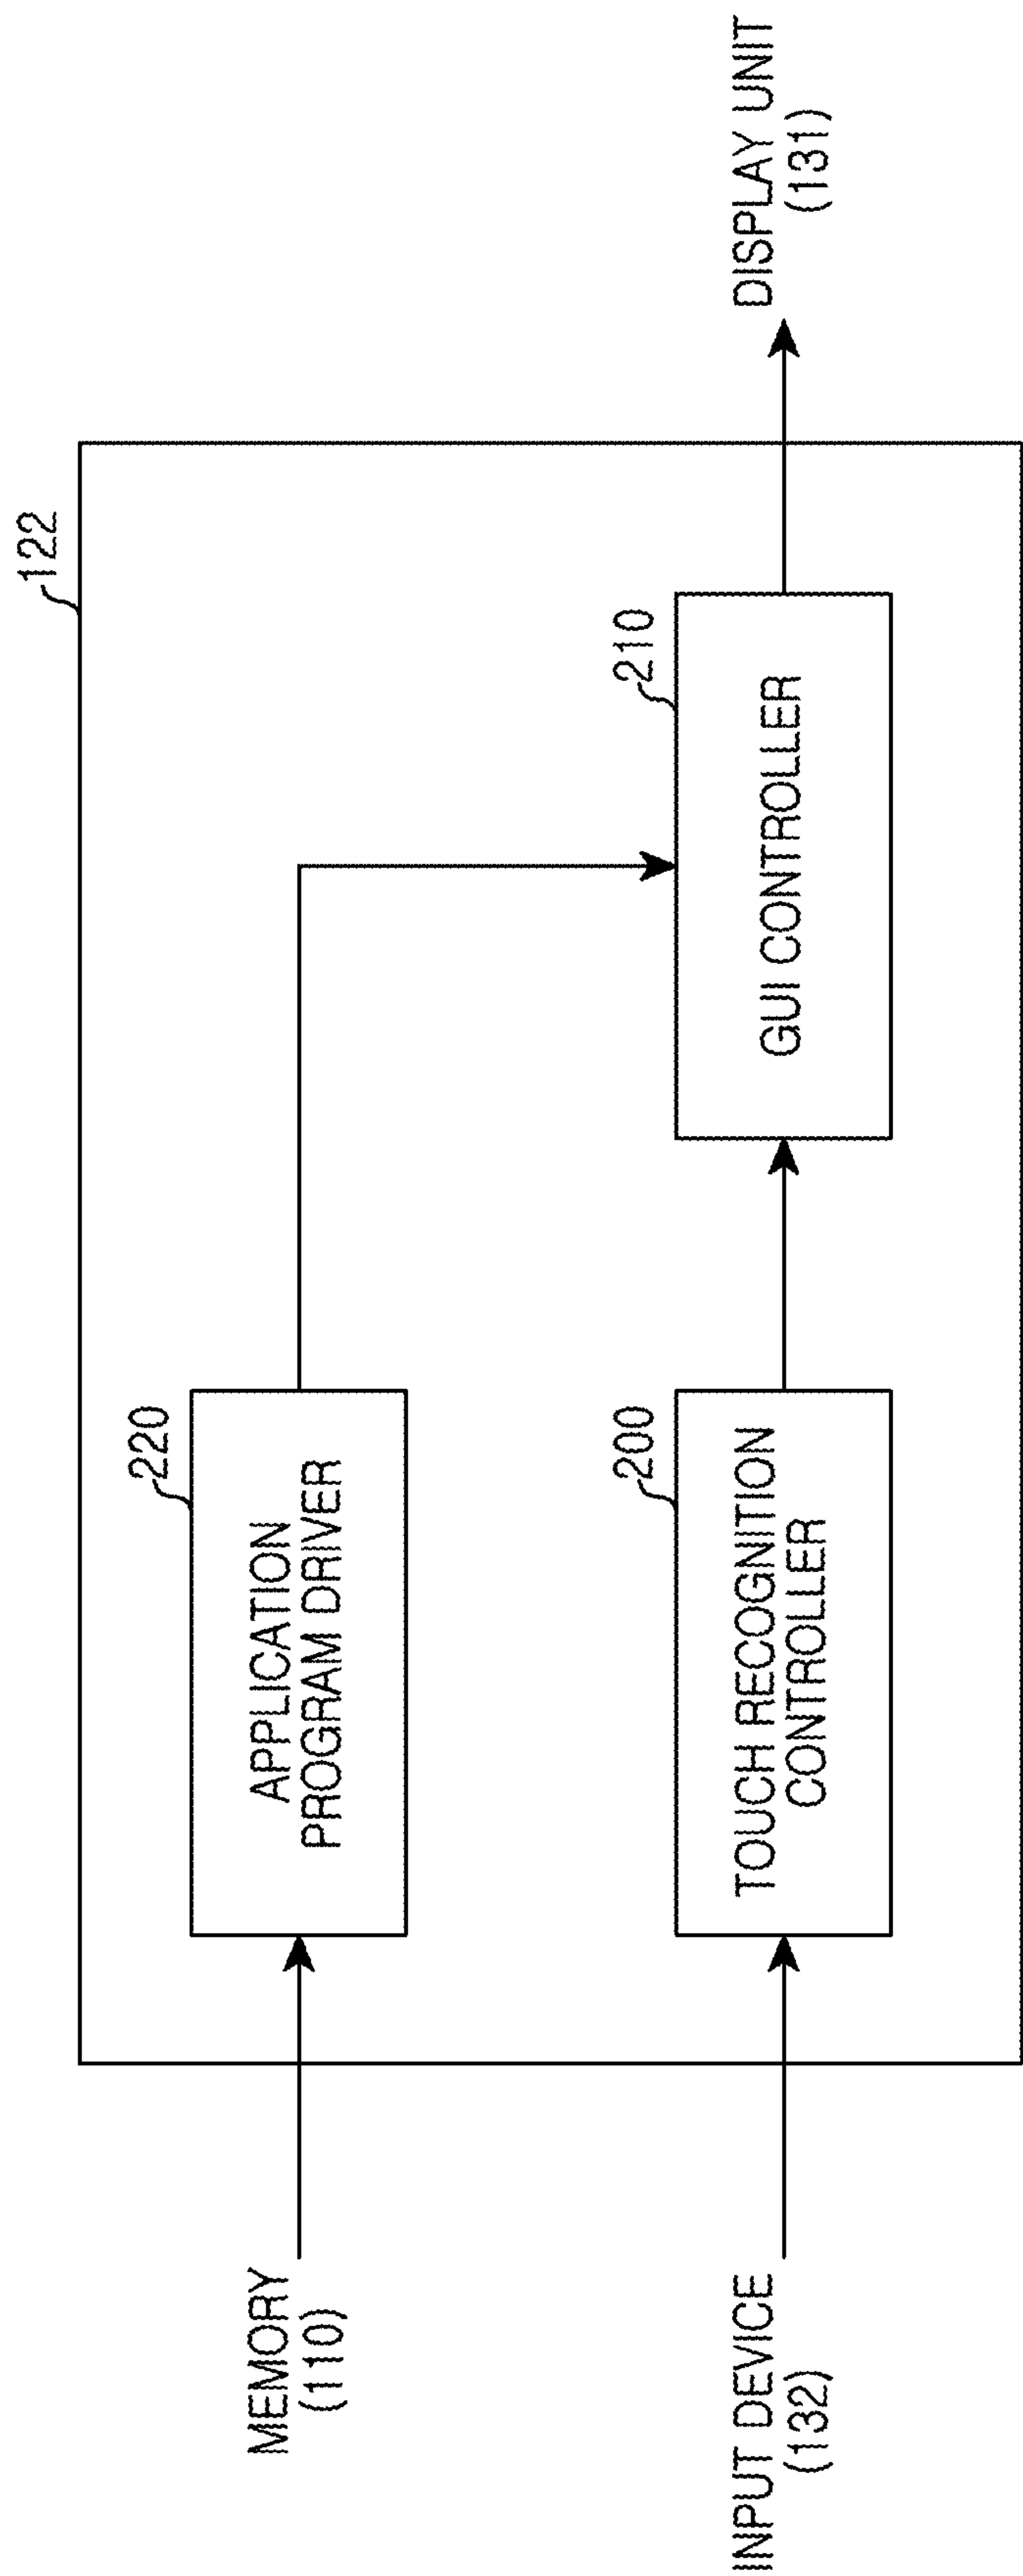 122
MEMORY
(110)
220
APPLICATION
PROGRAM DRIVER
INPUT DEVICE
(132)
200
TOUCH RECOGNITION
CONTROLLER
210
GUI CONTROLLER
DISPLAY UNIT
(131)